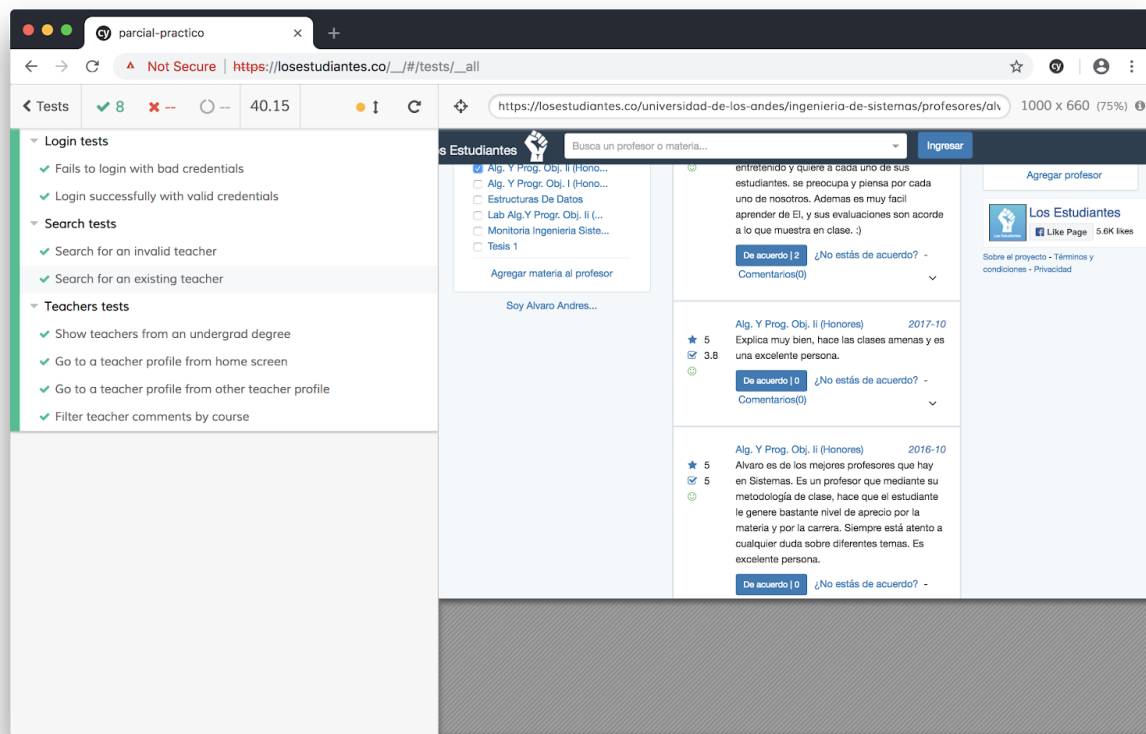 cy parcial-practico
Not Secure | https://losestudiantes.co/__/#/tests/__all
cy
Tests 8 -- -- 40.15
https://losestudiantes.co/universidad-de-los-andes/ingenieria-de-sistemas/profesores/alv
1000 x 660 (75%)
Login tests
Fails to login with bad credentials
Login successfully with valid credentials
Search tests
Search for an invalid teacher
Search for an existing teacher
Teachers tests
Show teachers from an undergrad degree
Go to a teacher profile from home screen
Go to a teacher profile from other teacher profile
Filter teacher comments by course
s Estudiantes
Busca un profesor o materia...
Ingresar
Alg. Y Prog. Obj. Ii (Hono...
Alg. Y Progr. Obj. I (Hono...
Estructuras De Datos
Lab Alg.Y Progr. Obj. Ii (...
Monitoria Ingenieria Siste...
Tesis 1
Agregar materia al profesor
Soy Alvaro Andres...
entretenido y quiere a cada uno de sus
estudiantes. se preocupa y piensa por cada
uno de nosotros. Ademas es muy facil
aprender de El, y sus evaluaciones son acorde
a lo que muestra en clase. :)
De acuerdo | 2 ¿No estás de acuerdo? -
Comentarios(0)
Alg. Y Prog. Obj. Ii (Honores) 2017-10
5
3.8
Explica muy bien, hace las clases amenas y es
una excelente persona.
De acuerdo | 0 ¿No estás de acuerdo? -
Comentarios(0)
Alg. Y Prog. Obj. Ii (Honores) 2016-10
5
5
Alvaro es de los mejores profesores que hay
en Sistemas. Es un profesor que mediante su
metodología de clase, hace que el estudiante
le genere bastante nivel de aprecio por la
materia y por la carrera. Siempre está atento a
cualquier duda sobre diferentes temas. Es
excelente persona.
De acuerdo | 0 ¿No estás de acuerdo? -
Agregar profesor
Los Estudiantes
Los Estudiantes
Like Page 5.6K likes
Sobre el proyecto - Términos y
condiciones - Privacidad